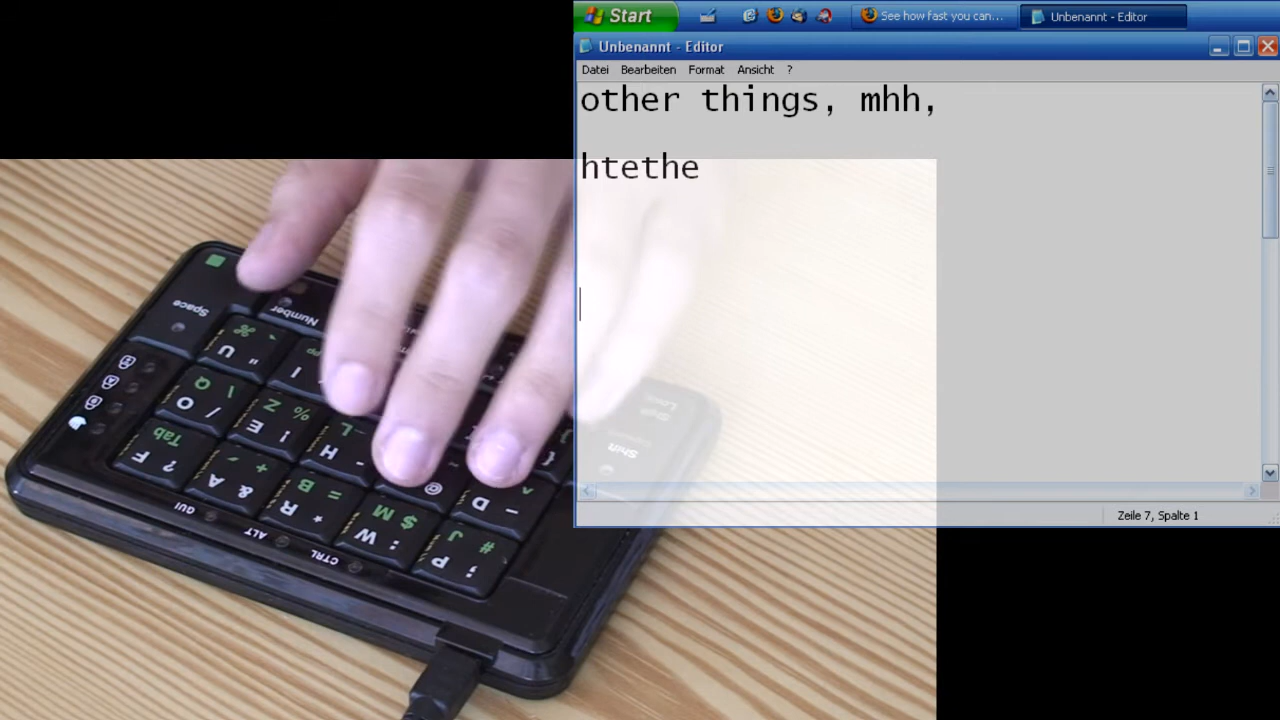 Start
See how fast you can...
Unbenannt - Editor
Unbenannt - Editor
Datei Bearbeiten Format Ansicht ?
other things, mhh,
htethe
Zeile 7, Spalte 1
Space
Number
U "
I
O / Q \
E ! Z %
H - L
F ? Tab
A & +
R * B =
W : M $
P ; J #
D
@
Shift
GUI
ALT
CTRL